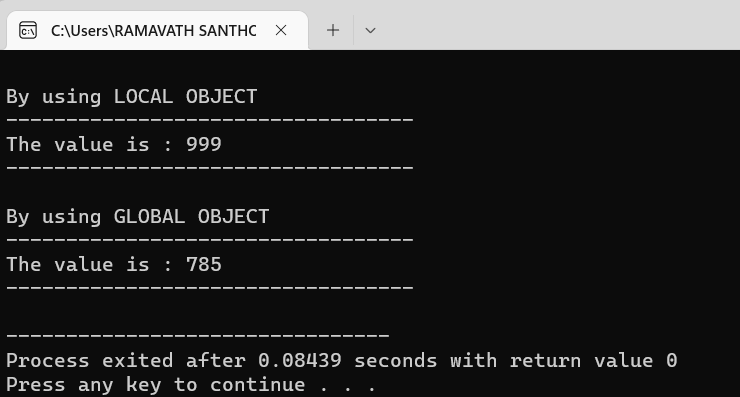 C:\Users\RAMAVATH SANTHC
By using LOCAL OBJECT
----------------------------------
The value is : 999
----------------------------------
By using GLOBAL OBJECT
----------------------------------
The value is : 785
----------------------------------
--------------------------------
Process exited after 0.08439 seconds with return value 0
Press any key to continue . . .